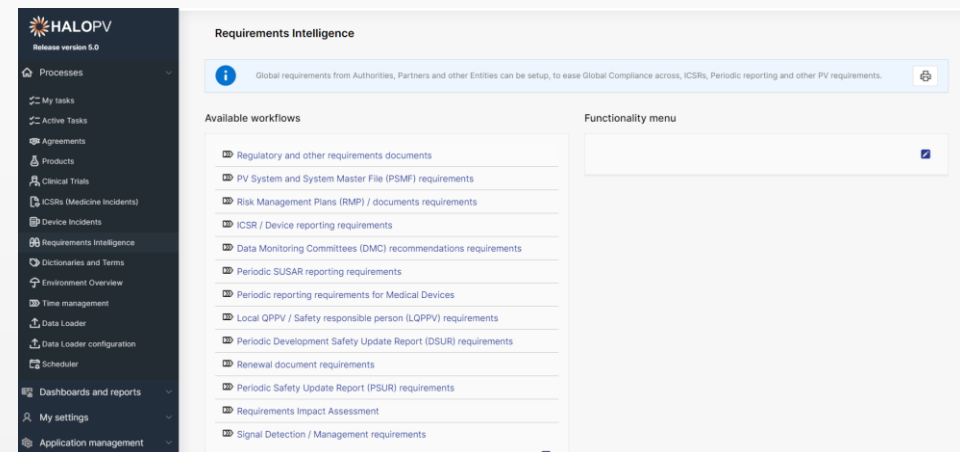 HALOPV
Release version 5.0
Processes
My tasks
Active Tasks
Agreements
Products
Clinical Trials
ICSRs (Medicine Incidents)
Device Incidents
Requirements Intelligence
Dictionaries and Terms
Environment Overview
Time management
Data Loader
Data Loader configuration
Scheduler
Dashboards and reports
My settings
Application management
Requirements Intelligence
Global requirements from Authorities, Partners and other Entities can be setup, to ease Global Compliance across, ICSRs, Periodic reporting and other PV requirements.
Available workflows
Regulatory and other requirements documents
PV System and System Master File (PSMF) requirements
Risk Management Plans (RMP) / documents requirements
ICSR / Device reporting requirements
Data Monitoring Committees (DMC) recommendations requirements
Periodic SUSAR reporting requirements
Periodic reporting requirements for Medical Devices
Local QPPV / Safety responsible person (LQPPV) requirements
Periodic Development Safety Update Report (DSUR) requirements
Renewal document requirements
Periodic Safety Update Report (PSUR) requirements
Requirements Impact Assessment
Signal Detection / Management requirements
Functionality menu